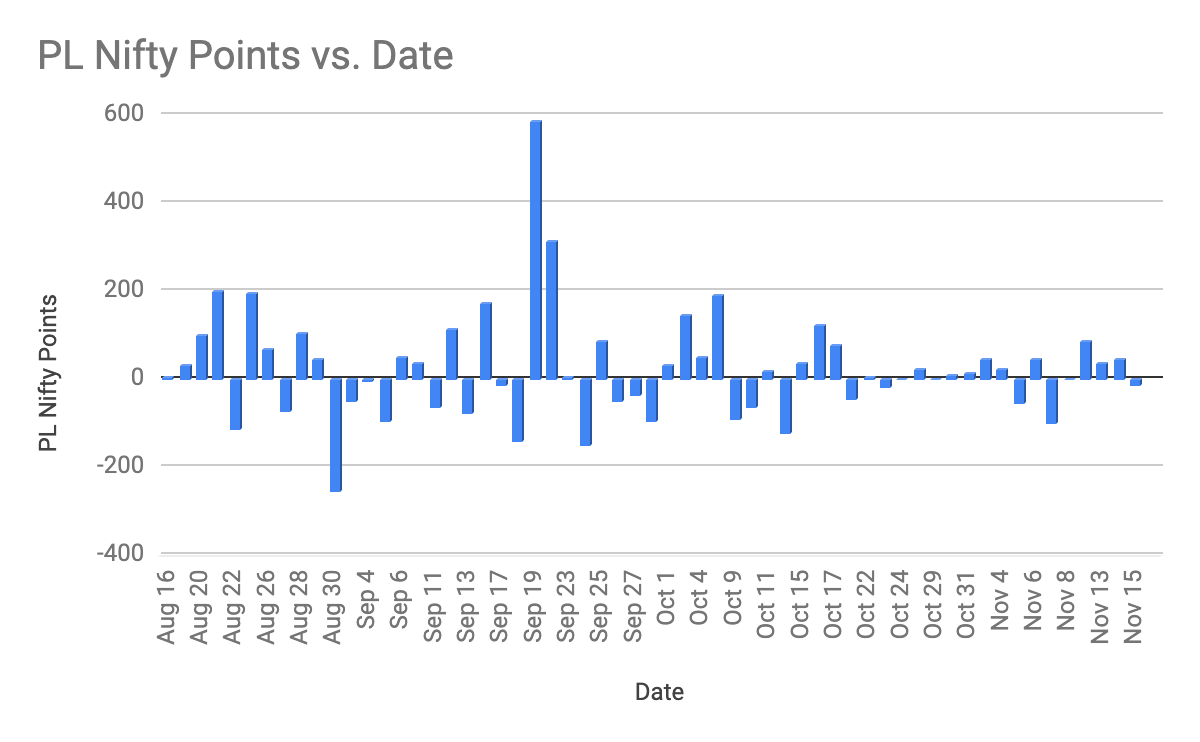 PL Nifty Points vs. Date
PL Nifty Points
600
400
200
0
-200
-400
Aug 16
Aug 20
Aug 22
Aug 26
Aug 28
Aug 30
Sep 4
Sep 6
Sep 11
Sep 13
Sep 17
Sep 19
Sep 23
Sep 25
Sep 27
Oct 1
Oct 4
Oct 9
Oct 11
Oct 15
Oct 17
Oct 22
Oct 24
Oct 29
Oct 31
Nov 4
Nov 6
Nov 8
Nov 13
Nov 15
Date